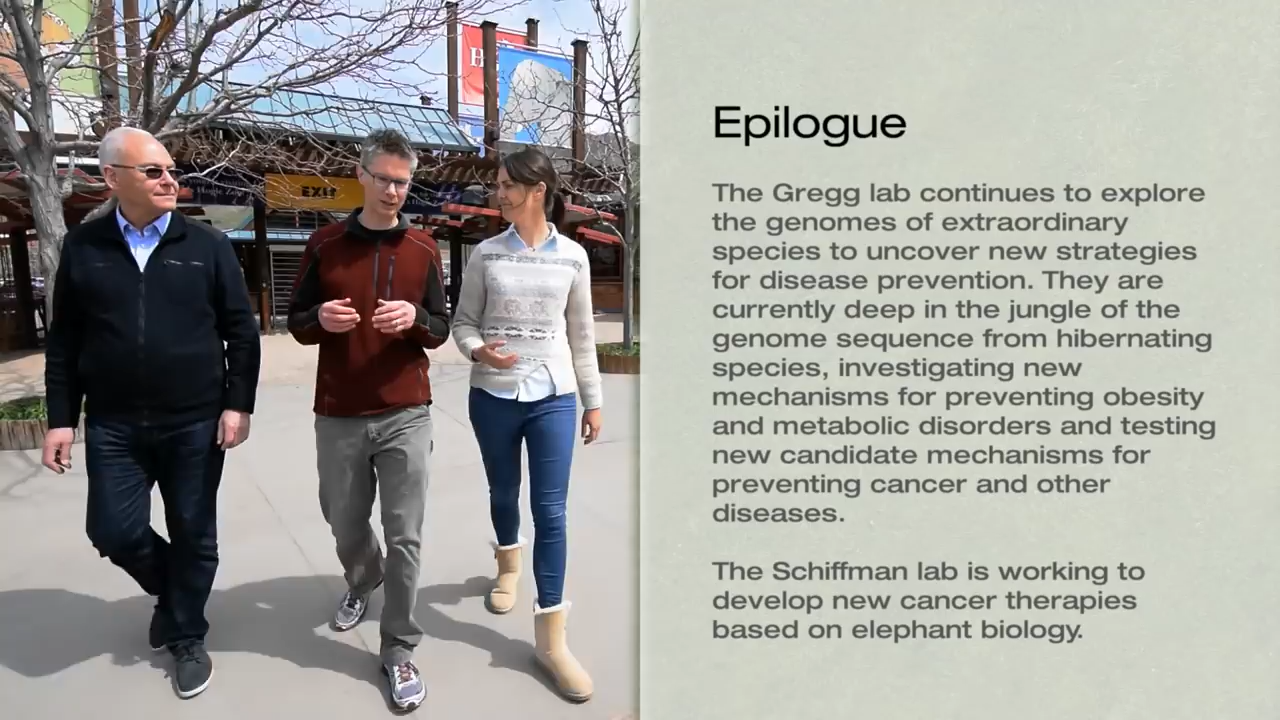 H
EXIT
Epilogue
The Gregg lab continues to explore
the genomes of extraordinary
species to uncover new strategies
for disease prevention. They are
currently deep in the jungle of the
genome sequence from hibernating
species, investigating new
mechanisms for preventing obesity
and metabolic disorders and testing
new candidate mechanisms for
preventing cancer and other
diseases.
The Schiffman lab is working to
develop new cancer therapies
based on elephant biology.